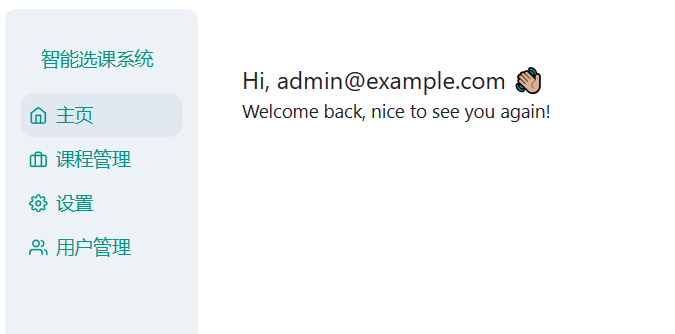 智能选课系统
主页
课程管理
设置
用户管理
Hi, admin@example.com 👋🏽
Welcome back, nice to see you again!